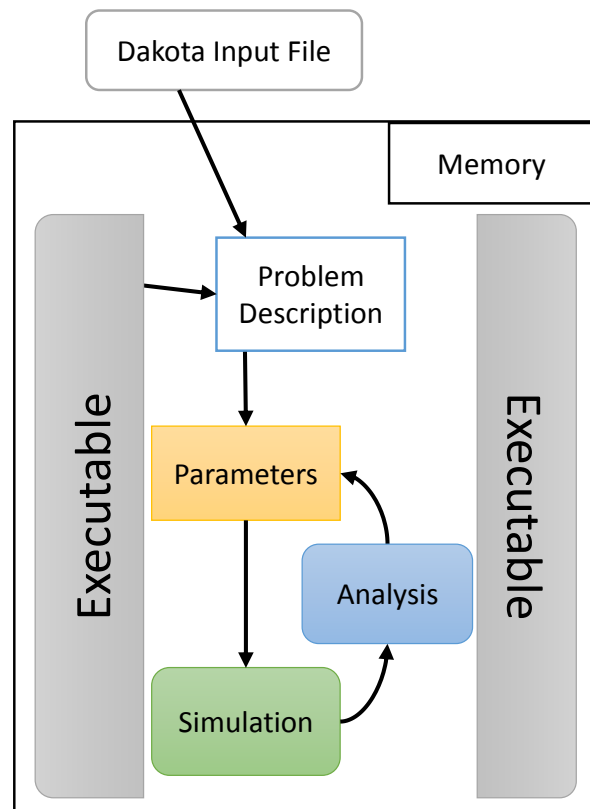 Dakota Input File
Memory
Problem
Description
Executable
Executable
Parameters
Analysis
Simulation